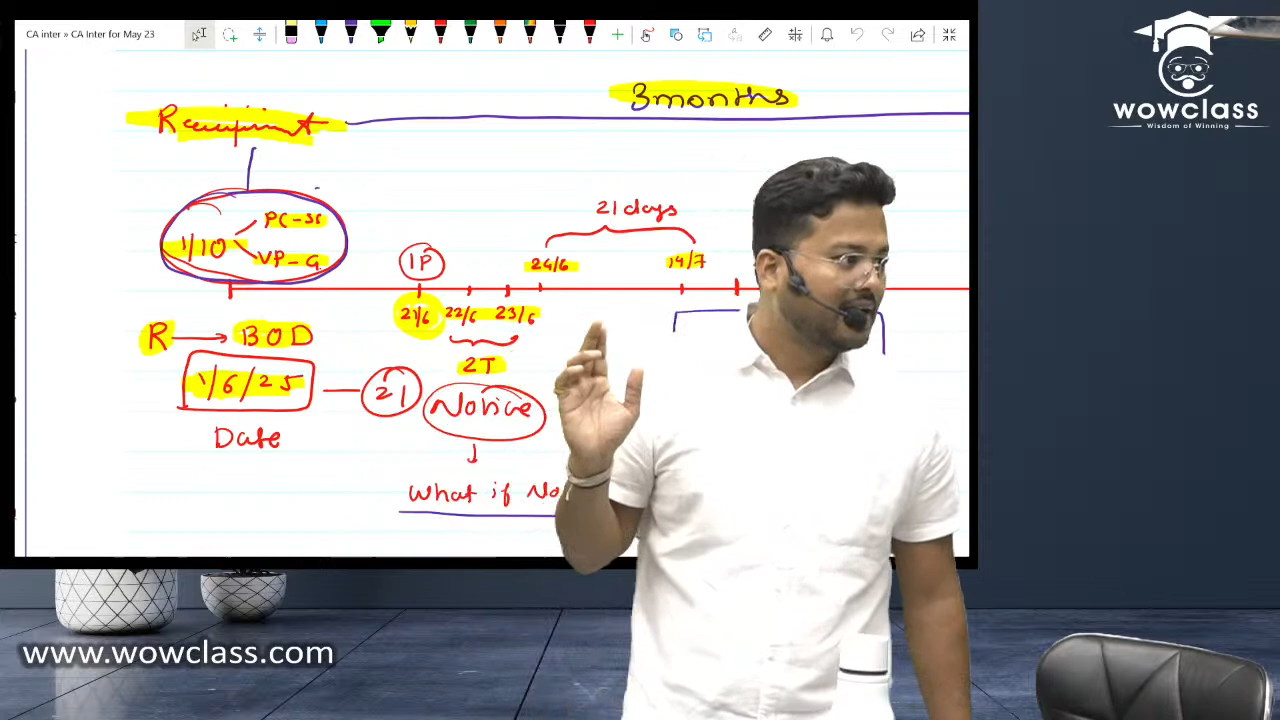 CA inter » CA Inter for May 23
wowclass
Wisdom of Winning
3months
Recipient
21 days
1/10
PC-SR
VP-G
1P
24/6
14/7
21/6
22/6
23/6
R → BOD
2T
1/6/25
21
Notice
Date
What if No
www.wowclass.com